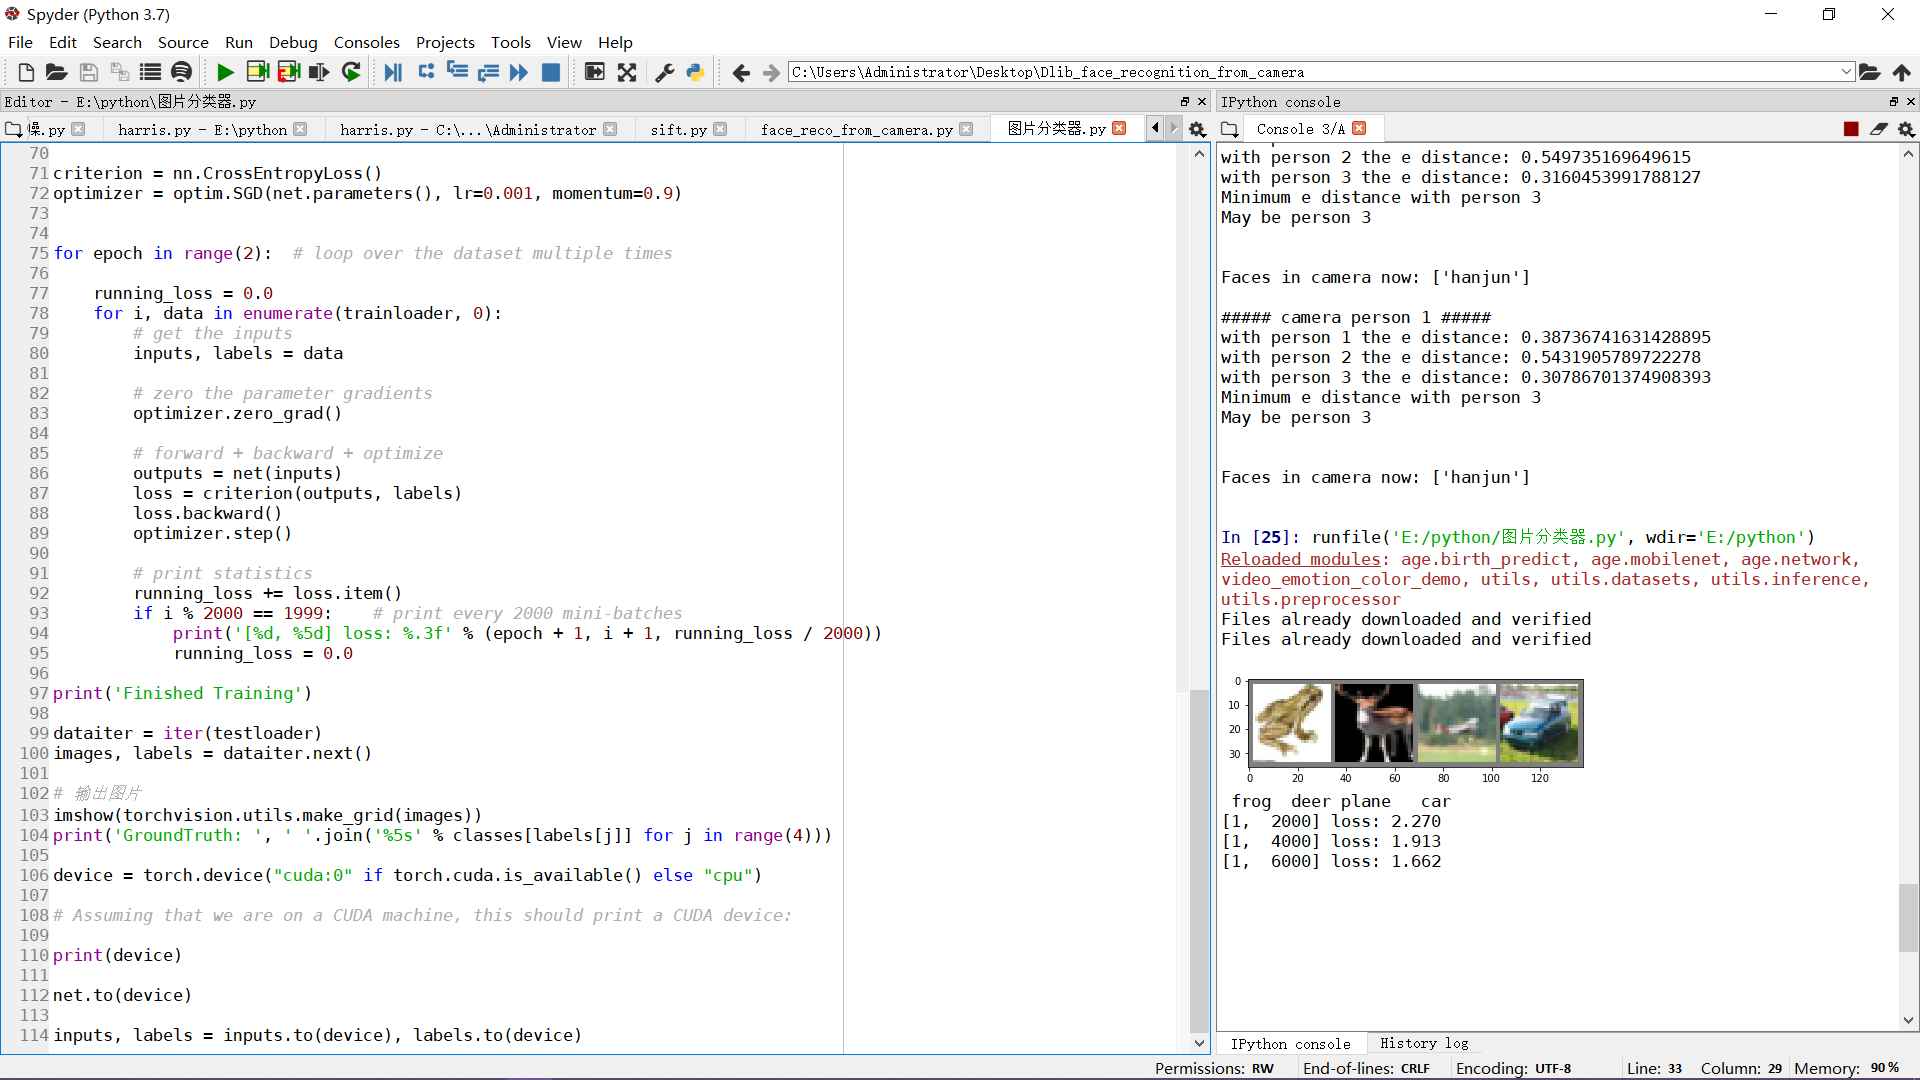 Spyder (Python 3.7)
File Edit Search Source Run Debug Consoles Projects Tools View Help
C:\Users\Administrator\Desktop\Dlib_face_recognition_from_camera
Editor - E:\python\图片分类器.py
.py harris.py - E:\python harris.py - C:\...\Administrator sift.py face_reco_from_camera.py 图片分类器.py
70
71 criterion = nn.CrossEntropyLoss()
72 optimizer = optim.SGD(net.parameters(), lr=0.001, momentum=0.9)
73
74
75 for epoch in range(2):  # loop over the dataset multiple times
76
77     running_loss = 0.0
78     for i, data in enumerate(trainloader, 0):
79         # get the inputs
80         inputs, labels = data
81
82         # zero the parameter gradients
83         optimizer.zero_grad()
84
85         # forward + backward + optimize
86         outputs = net(inputs)
87         loss = criterion(outputs, labels)
88         loss.backward()
89         optimizer.step()
90
91         # print statistics
92         running_loss += loss.item()
93         if i % 2000 == 1999:    # print every 2000 mini-batches
94             print('[%d, %5d] loss: %.3f' % (epoch + 1, i + 1, running_loss / 2000))
95             running_loss = 0.0
96
97 print('Finished Training')
98
99 dataiter = iter(testloader)
100 images, labels = dataiter.next()
101
102 # 输出图片
103 imshow(torchvision.utils.make_grid(images))
104 print('GroundTruth: ', ' '.join('%5s' % classes[labels[j]] for j in range(4)))
105
106 device = torch.device("cuda:0" if torch.cuda.is_available() else "cpu")
107
108 # Assuming that we are on a CUDA machine, this should print a CUDA device:
109
110 print(device)
111
112 net.to(device)
113
114 inputs, labels = inputs.to(device), labels.to(device)
IPython console
Console 3/A
with person 2 the e distance: 0.549735169649615
with person 3 the e distance: 0.3160453991788127
Minimum e distance with person 3
May be person 3
Faces in camera now: ['hanjun']
##### camera person 1 #####
with person 1 the e distance: 0.38736741631428895
with person 2 the e distance: 0.5431905789722278
with person 3 the e distance: 0.30786701374908393
Minimum e distance with person 3
May be person 3
Faces in camera now: ['hanjun']
In [25]: runfile('E:/python/图片分类器.py', wdir='E:/python')
Reloaded modules: age.birth_predict, age.mobilenet, age.network,
video_emotion_color_demo, utils, utils.datasets, utils.inference,
utils.preprocessor
Files already downloaded and verified
Files already downloaded and verified
0
10
20
30
0 20 40 60 80 100 120
frog  deer plane   car
[1,  2000] loss: 2.270
[1,  4000] loss: 1.913
[1,  6000] loss: 1.662
IPython console History log
Permissions: RW End-of-lines: CRLF Encoding: UTF-8 Line: 33 Column: 29 Memory: 90 %